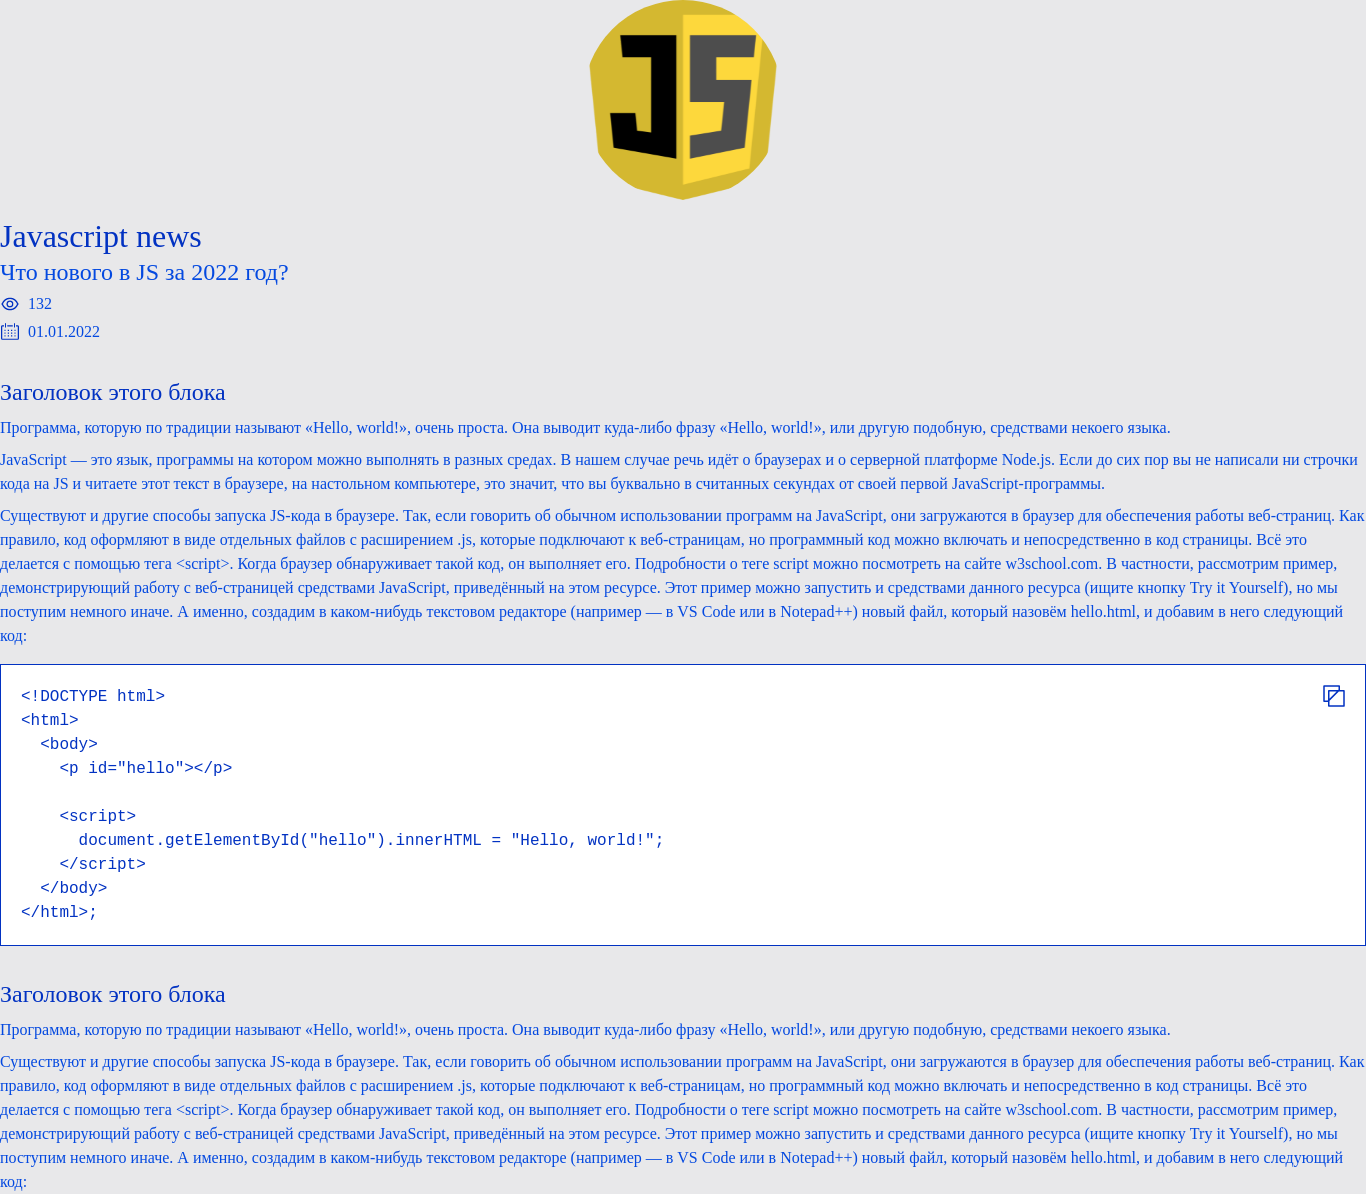 JS
Javascript news
Что нового в JS за 2022 год?
132
01.01.2022
Заголовок этого блока
Программа, которую по традиции называют «Hello, world!», очень проста. Она выводит куда-либо фразу «Hello, world!», или другую подобную, средствами некоего языка.
JavaScript — это язык, программы на котором можно выполнять в разных средах. В нашем случае речь идёт о браузерах и о серверной платформе Node.js. Если до сих пор вы не написали ни строчки
кода на JS и читаете этот текст в браузере, на настольном компьютере, это значит, что вы буквально в считанных секундах от своей первой JavaScript-программы.
Существуют и другие способы запуска JS-кода в браузере. Так, если говорить об обычном использовании программ на JavaScript, они загружаются в браузер для обеспечения работы веб-страниц. Как
правило, код оформляют в виде отдельных файлов с расширением .js, которые подключают к веб-страницам, но программный код можно включать и непосредственно в код страницы. Всё это
делается с помощью тега <script>. Когда браузер обнаруживает такой код, он выполняет его. Подробности о теге script можно посмотреть на сайте w3school.com. В частности, рассмотрим пример,
демонстрирующий работу с веб-страницей средствами JavaScript, приведённый на этом ресурсе. Этот пример можно запустить и средствами данного ресурса (ищите кнопку Try it Yourself), но мы
поступим немного иначе. А именно, создадим в каком-нибудь текстовом редакторе (например — в VS Code или в Notepad++) новый файл, который назовём hello.html, и добавим в него следующий
код:
<!DOCTYPE html>
<html>
  <body>
    <p id="hello"></p>
    <script>
      document.getElementById("hello").innerHTML = "Hello, world!";
    </script>
  </body>
</html>;
Заголовок этого блока
Программа, которую по традиции называют «Hello, world!», очень проста. Она выводит куда-либо фразу «Hello, world!», или другую подобную, средствами некоего языка.
Существуют и другие способы запуска JS-кода в браузере. Так, если говорить об обычном использовании программ на JavaScript, они загружаются в браузер для обеспечения работы веб-страниц. Как
правило, код оформляют в виде отдельных файлов с расширением .js, которые подключают к веб-страницам, но программный код можно включать и непосредственно в код страницы. Всё это
делается с помощью тега <script>. Когда браузер обнаруживает такой код, он выполняет его. Подробности о теге script можно посмотреть на сайте w3school.com. В частности, рассмотрим пример,
демонстрирующий работу с веб-страницей средствами JavaScript, приведённый на этом ресурсе. Этот пример можно запустить и средствами данного ресурса (ищите кнопку Try it Yourself), но мы
поступим немного иначе. А именно, создадим в каком-нибудь текстовом редакторе (например — в VS Code или в Notepad++) новый файл, который назовём hello.html, и добавим в него следующий
код: